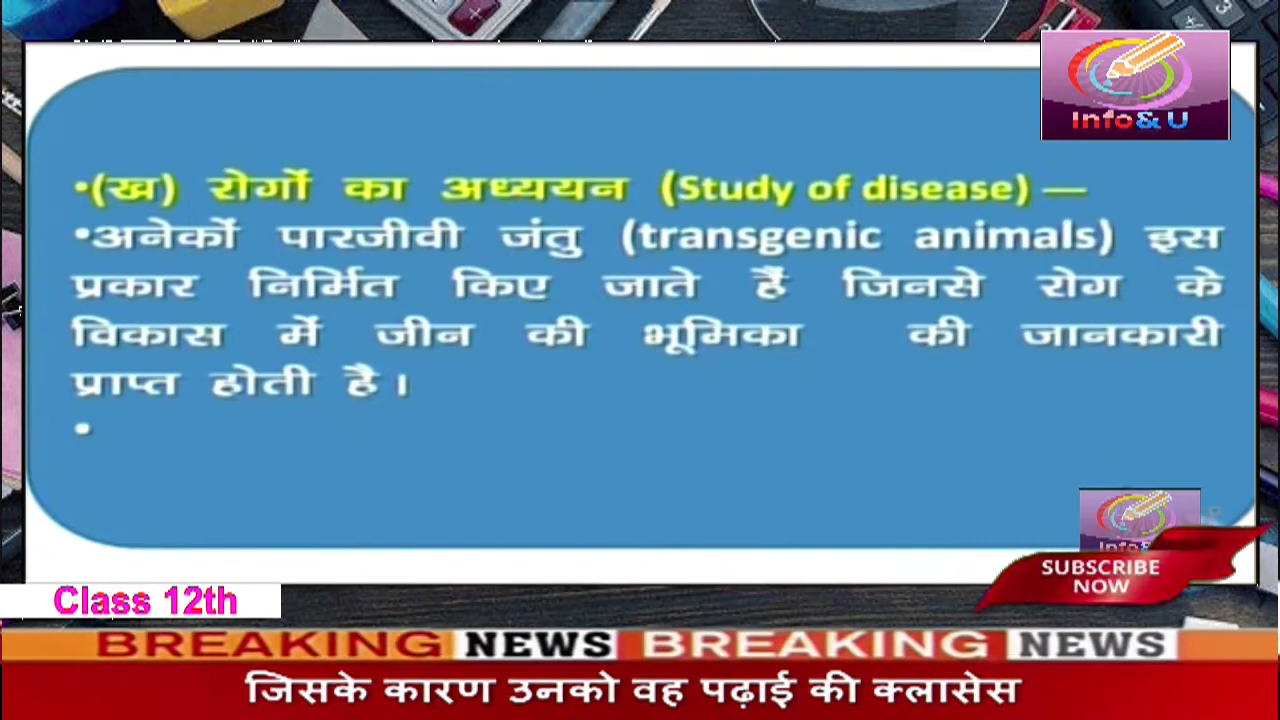 Info& U
•(ख) रोगों का अध्ययन (Study of disease) —
•अनेकों पारजीवी जंतु (transgenic animals) इस
प्रकार निर्मित किए जाते हैं जिनसे रोग के
विकास में जीन की भूमिका की जानकारी
प्राप्त होती है ।
•
SUBSCRIBE
NOW
Class 12th
BREAKING NEWS BREAKING NEWS
जिसके कारण उनको वह पढ़ाई की क्लासेस